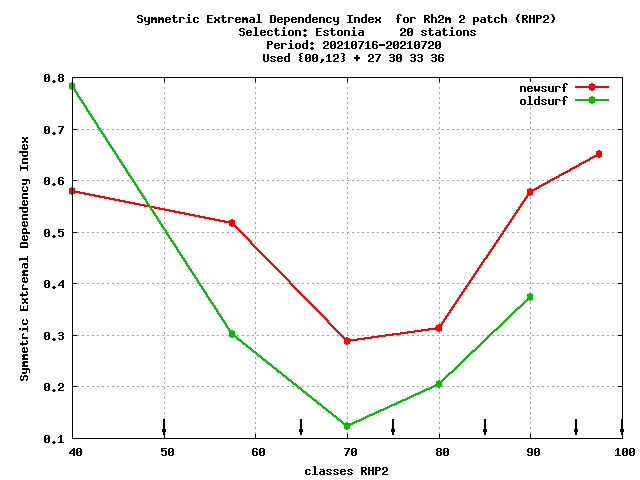 Symmetric Extremal Dependency Index  for Rh2m 2 patch (RHP2)
Selection: Estonia     20 stations
Period: 20210716-20210720
Used {00,12} + 27 30 33 36
newsurf
oldsurf
Symmetric Extremal Dependency Index
0.8
0.7
0.6
0.5
0.4
0.3
0.2
0.1
40 50 60 70 80 90 100
classes RHP2